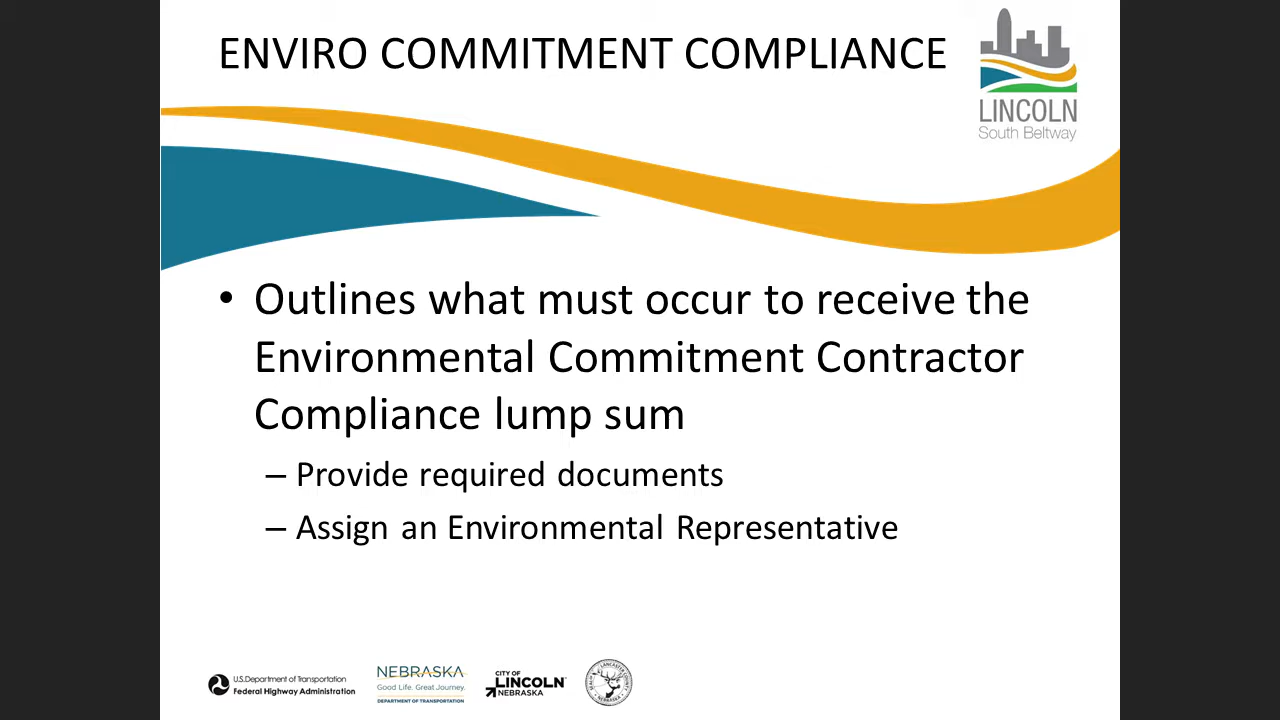 ENVIRO COMMITMENT COMPLIANCE
LINCOLN
South Beltway
• Outlines what must occur to receive the
Environmental Commitment Contractor
Compliance lump sum
– Provide required documents
– Assign an Environmental Representative
U.S.Department of Transportation
Federal Highway Administration
NEBRASKA
Good Life. Great Journey.
DEPARTMENT OF TRANSPORTATION
CITY OF
LINCOLN
NEBRASKA